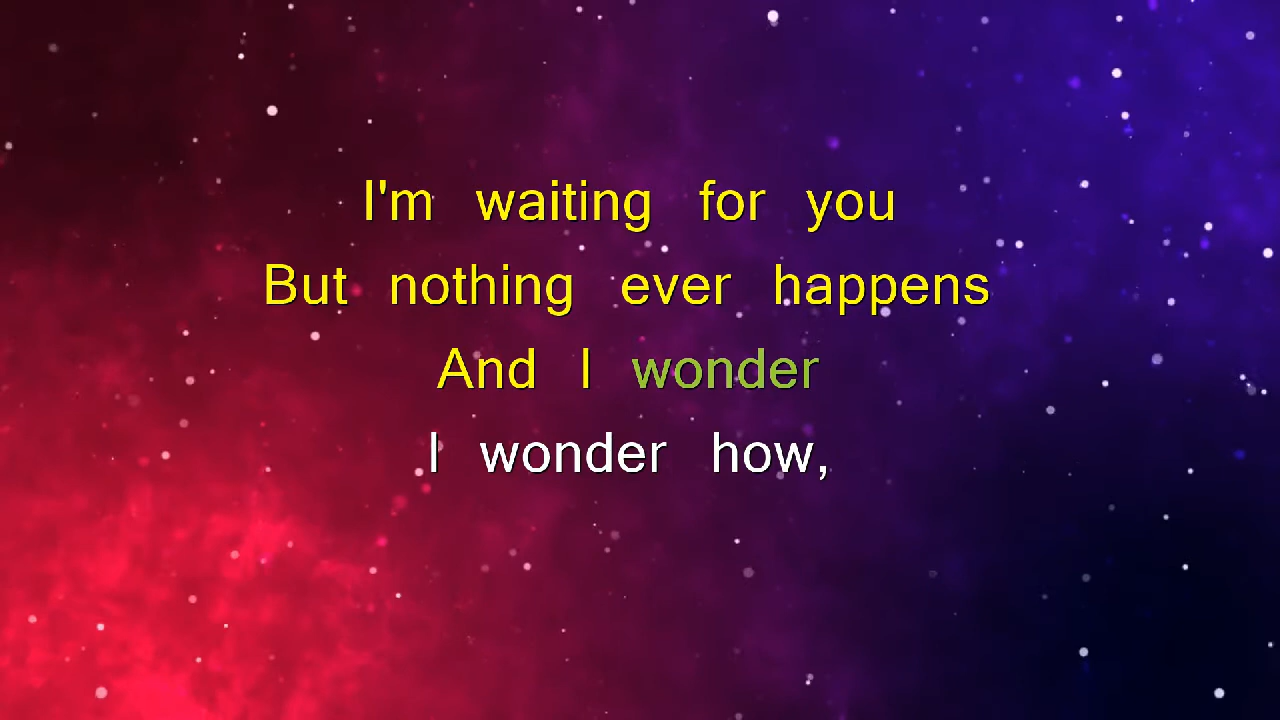 I'm waiting for you
But nothing ever happens
And I wonder
I wonder how,